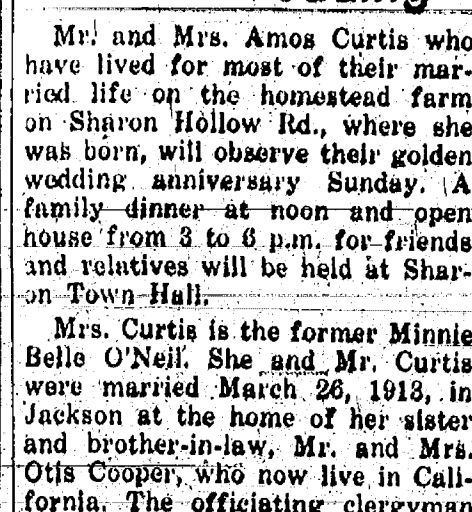 Mr. and Mrs. Amos Curtis who
have lived for most of their mar-
ried life on the homestead farm
on Sharon Hollow Rd., where she
was born, will observe their golden
wedding anniversary Sunday. A
family dinner at noon and open
house from 3 to 6 p.m. for friends
and relatives will be held at Shar-
on Town Hall.
Mrs. Curtis is the former Minnie
Belle O'Neil. She and Mr. Curtis
were married March 26, 1913, in
Jackson at the home of her sister
and brother-in-law, Mr. and Mrs.
Otis Cooper, who now live in Cali-
fornia. The officiating clergyman